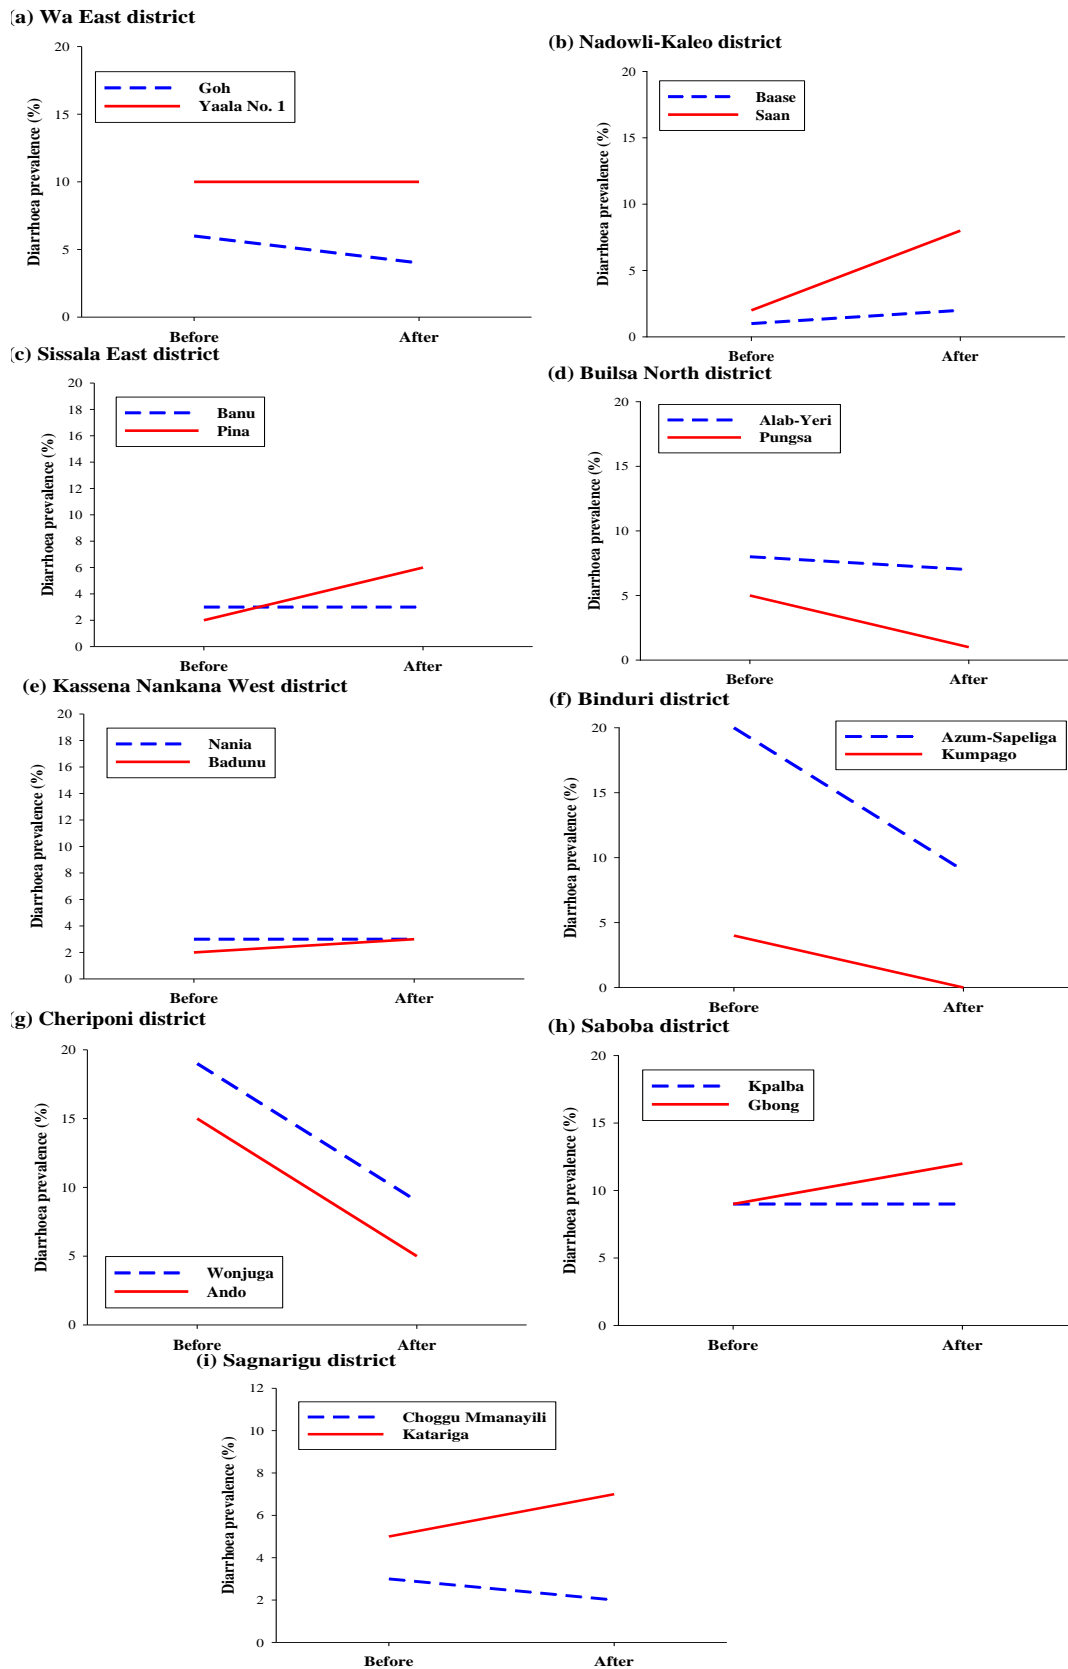 (a) Wa East district
20
15
10
5
0
Diarrhoea prevalence (%)
Goh
Yaala No. 1
Before After
(b) Nadowli-Kaleo district
20
15
10
5
0
Diarrhoea prevalence (%)
Baase
Saan
Before After
(c) Sissala East district
20
18
16
14
12
10
8
6
4
2
0
Diarrhoea prevalence (%)
Banu
Pina
Before After
(d) Builsa North district
20
15
10
5
0
Diarrhoea prevalence (%)
Alab-Yeri
Pungsa
Before After
(e) Kassena Nankana West district
20
18
16
14
12
10
8
6
4
2
0
Diarrhoea prevalence (%)
Nania
Badunu
Before After
(f) Binduri district
20
15
10
5
0
Diarrhoea prevalence (%)
Azum-Sapeliga
Kumpago
Before After
(g) Cheriponi district
20
15
10
5
0
Diarrhoea prevalence (%)
Wonjuga
Ando
Before After
(h) Saboba district
20
15
10
5
0
Diarrhoea prevalence (%)
Kpalba
Gbong
Before After
(i) Sagnarigu district
12
10
8
6
4
2
0
Diarrhoea prevalence (%)
Choggu Mmanayili
Katariga
Before After